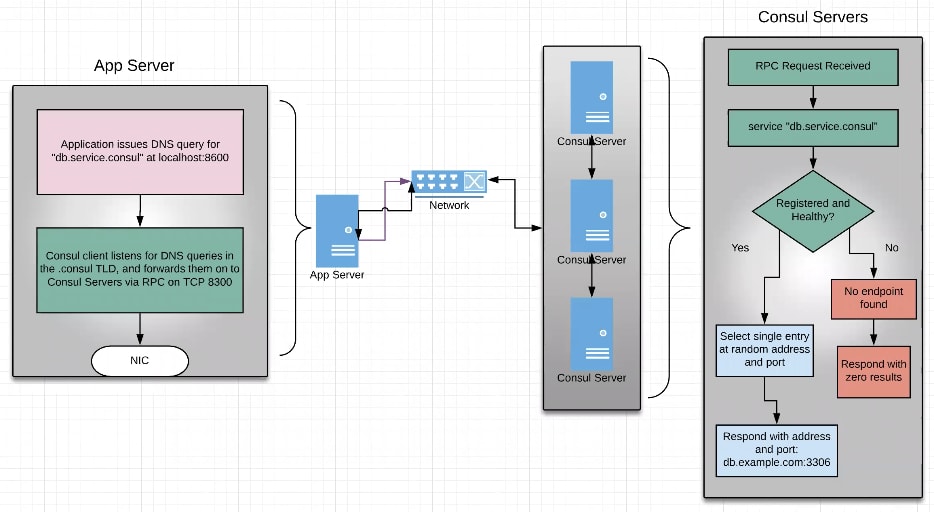 Consul Servers
App Server
Application issues DNS query for
"db.service.consul" at localhost:8600
Consul client listens for DNS queries in
the .consul TLD, and forwards them on to
Consul Servers via RPC on TCP 8300
NIC
App Server
Network
Consul Server
Consul Server
Consul Server
RPC Request Received
service "db.service.consul"
Registered and
Healthy?
Yes
No
No endpoint
found
Select single entry
at random address
and port
Respond with
zero results
Respond with address
and port:
db.example.com:3306